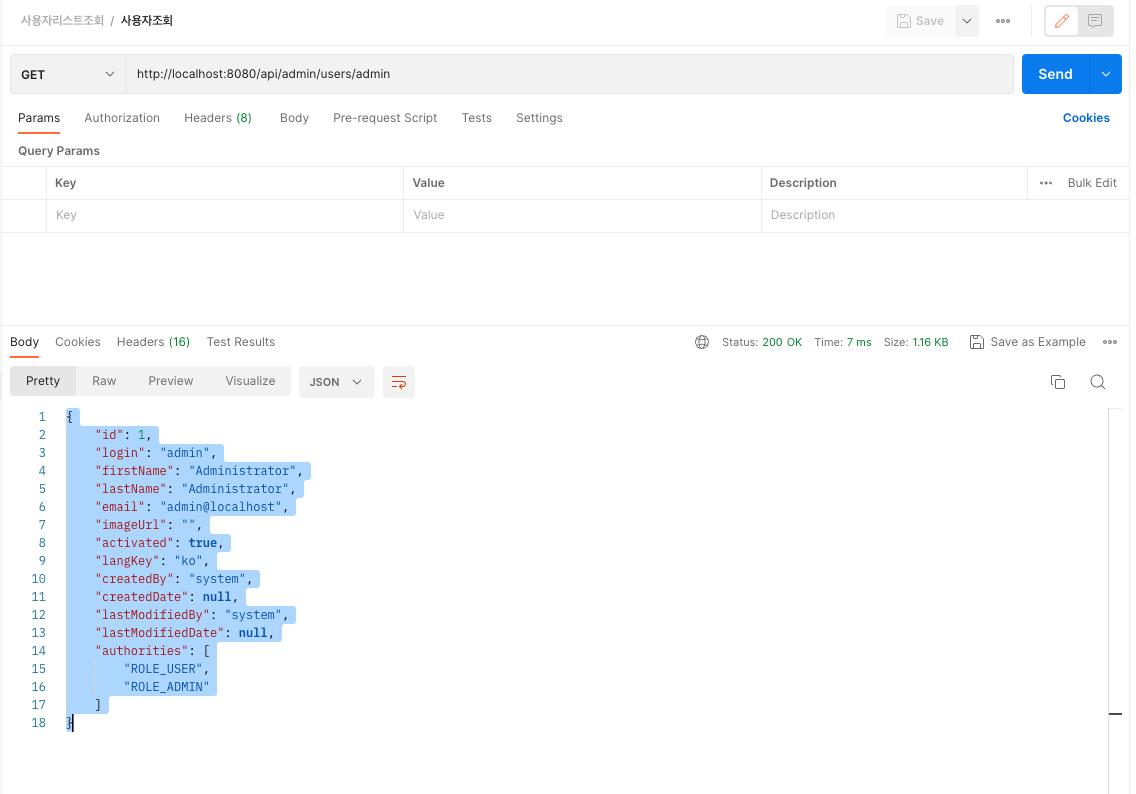 사용자리스트조회 / 사용자조회 Save
GET http://localhost:8080/api/admin/users/admin Send
Params Authorization Headers (8) Body Pre-request Script Tests Settings Cookies
Query Params
Key Value Description Bulk Edit
Key Value Description
Body Cookies Headers (16) Test Results Status: 200 OK Time: 7 ms Size: 1.16 KB Save as Example
Pretty Raw Preview Visualize JSON
1 {
2 "id": 1,
3 "login": "admin",
4 "firstName": "Administrator",
5 "lastName": "Administrator",
6 "email": "admin@localhost",
7 "imageUrl": "",
8 "activated": true,
9 "langKey": "ko",
10 "createdBy": "system",
11 "createdDate": null,
12 "lastModifiedBy": "system",
13 "lastModifiedDate": null,
14 "authorities": [
15 "ROLE_USER",
16 "ROLE_ADMIN"
17 ]
18 }